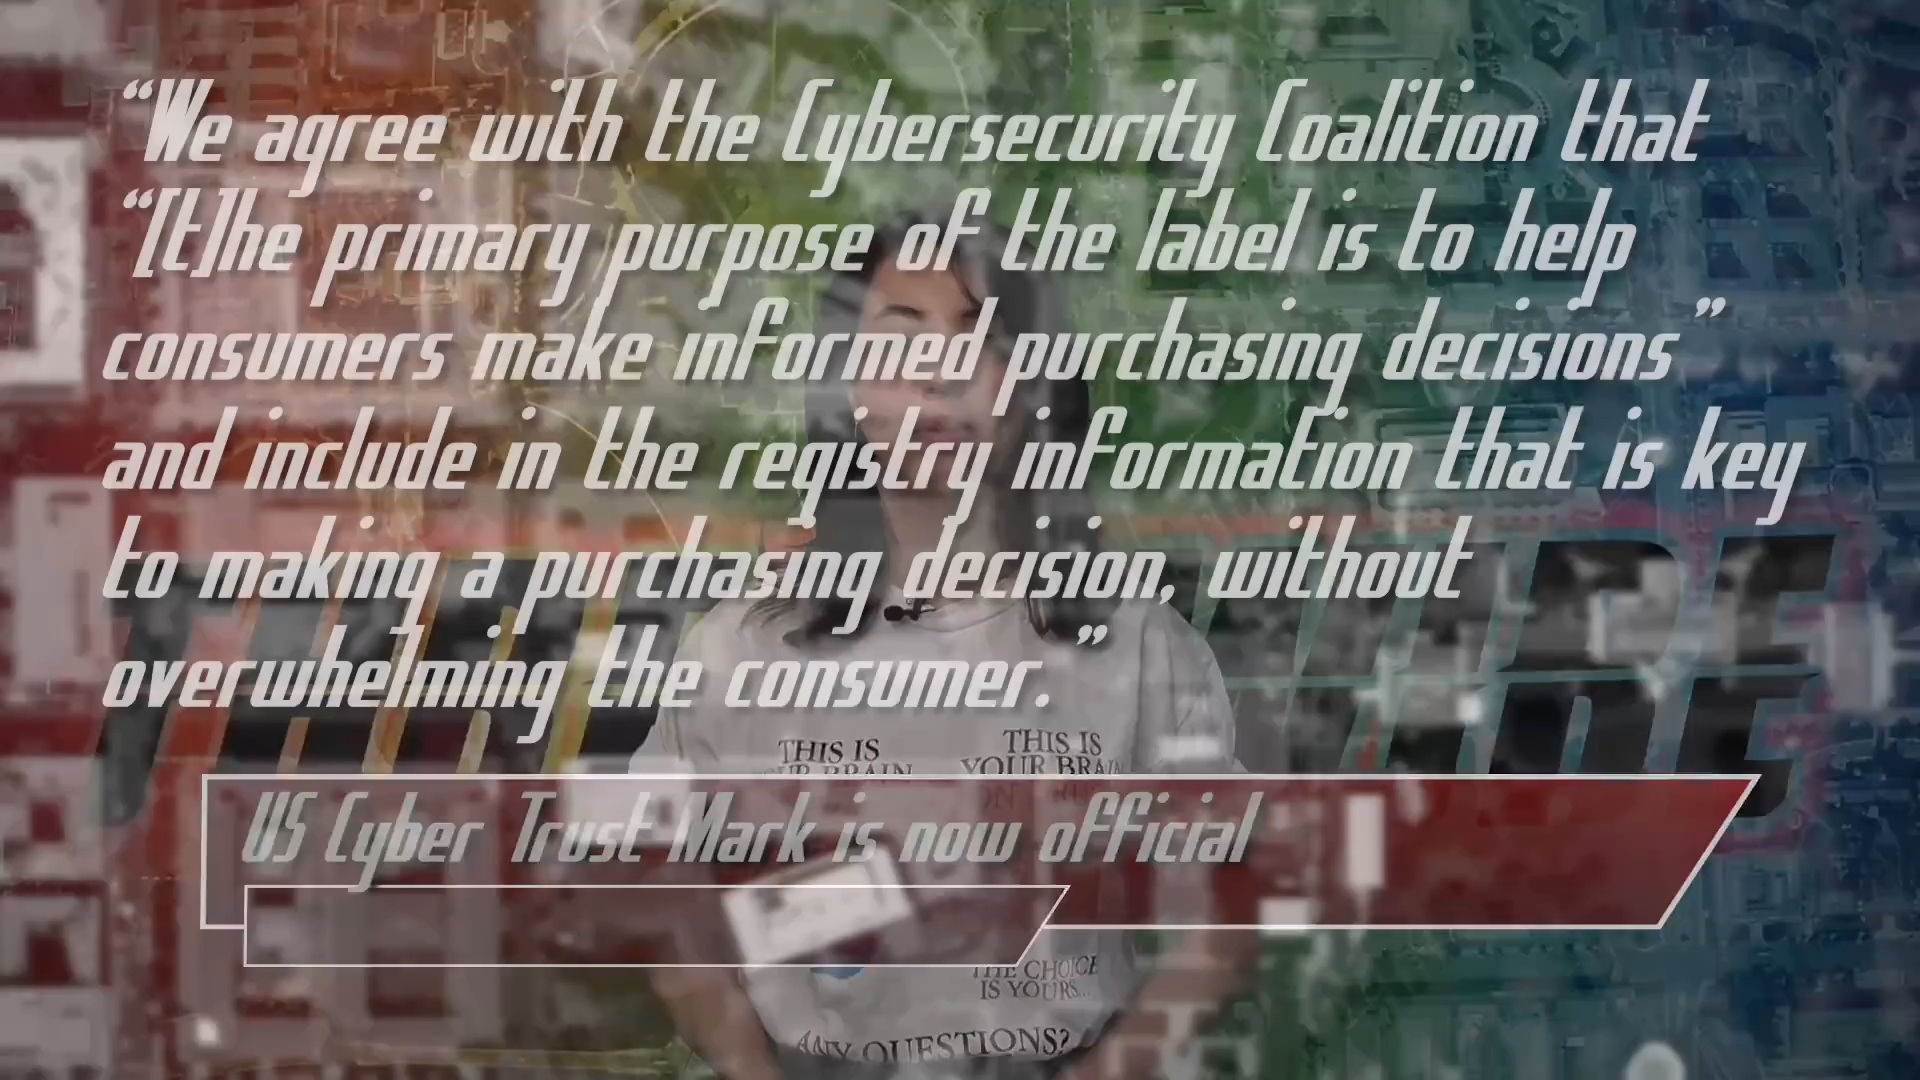 “We agree with the Cybersecurity Coalition that
“[t]he primary purpose of the label is to help
consumers make informed purchasing decisions”
and include in the registry information that is key
to making a purchasing decision, without
overwhelming the consumer.”
THIS IS
YOUR BRAIN
THIS IS
YOUR BRAIN
US Cyber Trust Mark is now official
THE CHOICE
IS YOURS...
ANY QUESTIONS?